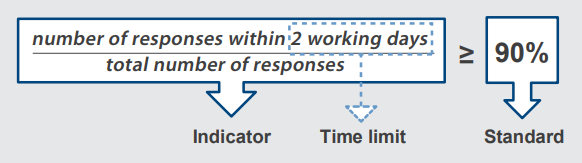 number of responses within 2 working days
total number of responses
≥ 90%
Indicator Time limit Standard